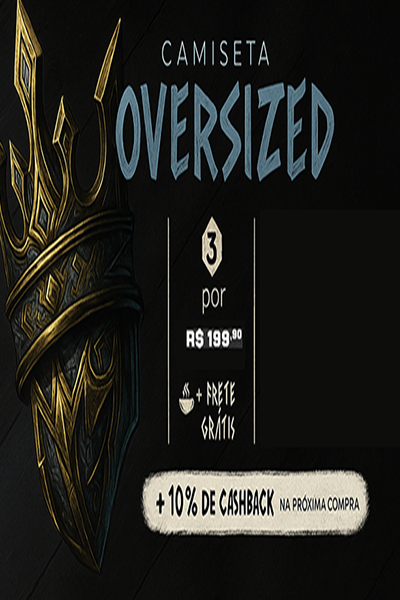 CAMISETA
OVERSIZED
3
por
R$ 199,90
+ FRETE
GRÁTIS
+ 10% DE CASHBACK NA PRÓXIMA COMPRA